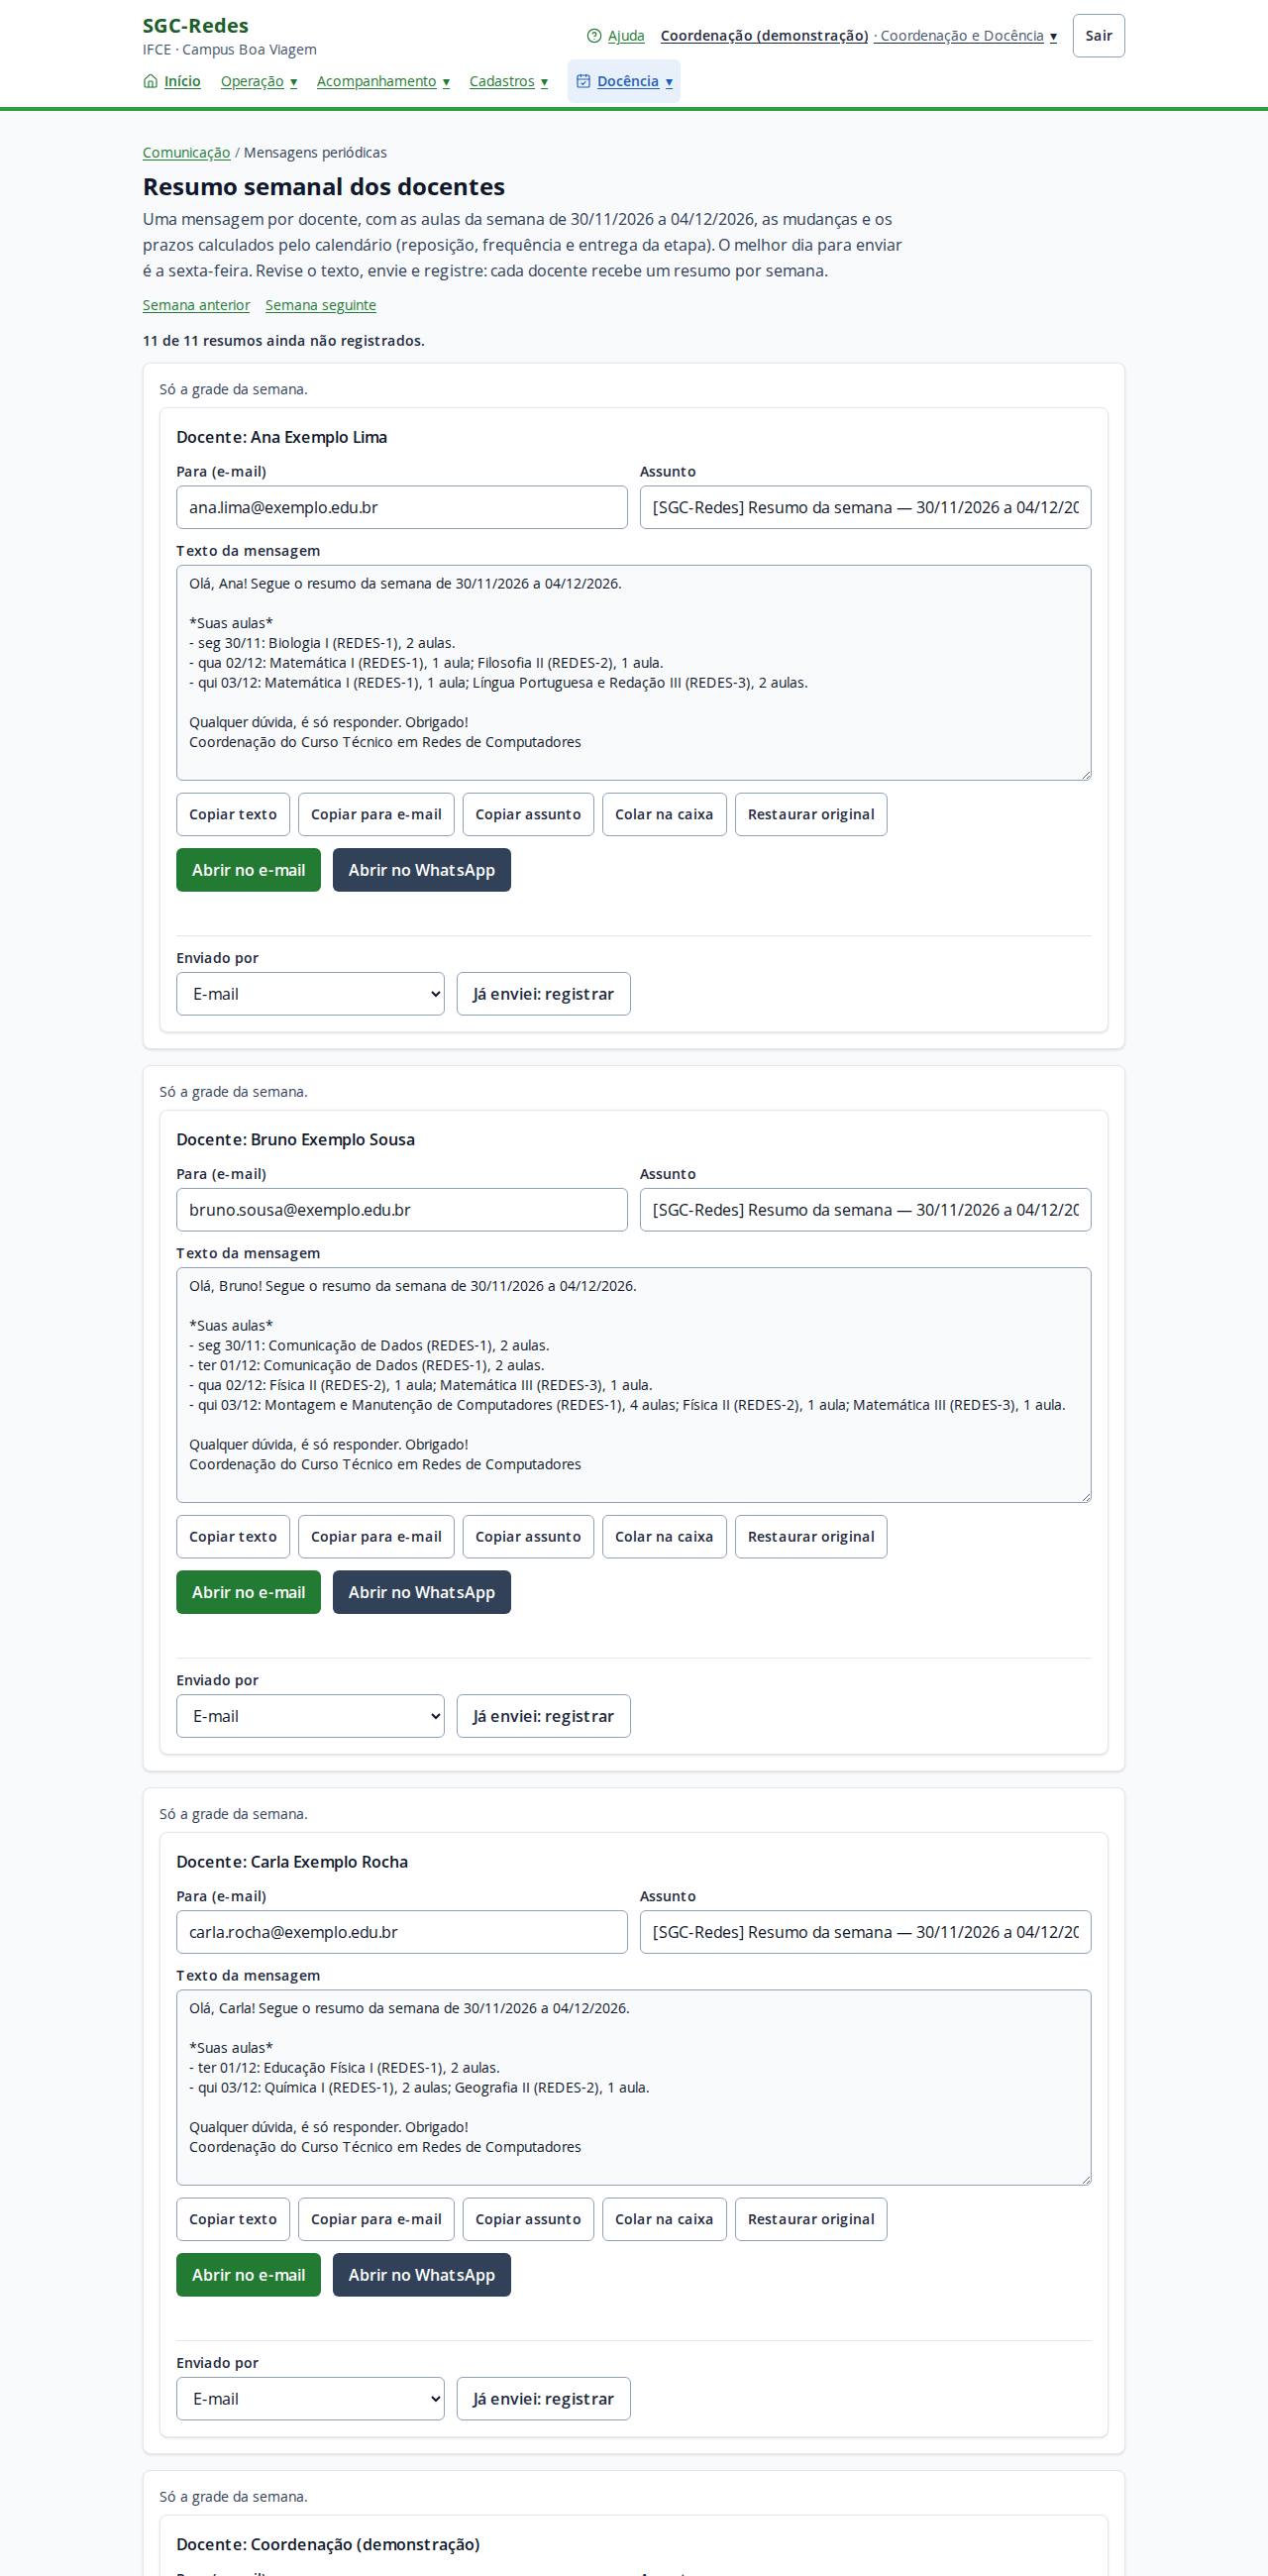 SGC-Redes
IFCE · Campus Boa Viagem
Ajuda Coordenação (demonstração) · Coordenação e Docência ▾ Sair
Início Operação ▾ Acompanhamento ▾ Cadastros ▾ Docência ▾
Comunicação / Mensagens periódicas
Resumo semanal dos docentes
Uma mensagem por docente, com as aulas da semana de 30/11/2026 a 04/12/2026, as mudanças e os
prazos calculados pelo calendário (reposição, frequência e entrega da etapa). O melhor dia para enviar
é a sexta-feira. Revise o texto, envie e registre: cada docente recebe um resumo por semana.
Semana anterior Semana seguinte
11 de 11 resumos ainda não registrados.
Só a grade da semana.
Docente: Ana Exemplo Lima
Para (e-mail) Assunto
ana.lima@exemplo.edu.br [SGC-Redes] Resumo da semana — 30/11/2026 a 04/12/20
Texto da mensagem
Olá, Ana! Segue o resumo da semana de 30/11/2026 a 04/12/2026.
*Suas aulas*
- seg 30/11: Biologia I (REDES-1), 2 aulas.
- qua 02/12: Matemática I (REDES-1), 1 aula; Filosofia II (REDES-2), 1 aula.
- qui 03/12: Matemática I (REDES-1), 1 aula; Língua Portuguesa e Redação III (REDES-3), 2 aulas.
Qualquer dúvida, é só responder. Obrigado!
Coordenação do Curso Técnico em Redes de Computadores
Copiar texto Copiar para e-mail Copiar assunto Colar na caixa Restaurar original
Abrir no e-mail Abrir no WhatsApp
Enviado por
E-mail Já enviei: registrar
Só a grade da semana.
Docente: Bruno Exemplo Sousa
Para (e-mail) Assunto
bruno.sousa@exemplo.edu.br [SGC-Redes] Resumo da semana — 30/11/2026 a 04/12/20
Texto da mensagem
Olá, Bruno! Segue o resumo da semana de 30/11/2026 a 04/12/2026.
*Suas aulas*
- seg 30/11: Comunicação de Dados (REDES-1), 2 aulas.
- ter 01/12: Comunicação de Dados (REDES-1), 2 aulas.
- qua 02/12: Física II (REDES-2), 1 aula; Matemática III (REDES-3), 1 aula.
- qui 03/12: Montagem e Manutenção de Computadores (REDES-1), 4 aulas; Física II (REDES-2), 1 aula; Matemática III (REDES-3), 1 aula.
Qualquer dúvida, é só responder. Obrigado!
Coordenação do Curso Técnico em Redes de Computadores
Copiar texto Copiar para e-mail Copiar assunto Colar na caixa Restaurar original
Abrir no e-mail Abrir no WhatsApp
Enviado por
E-mail Já enviei: registrar
Só a grade da semana.
Docente: Carla Exemplo Rocha
Para (e-mail) Assunto
carla.rocha@exemplo.edu.br [SGC-Redes] Resumo da semana — 30/11/2026 a 04/12/20
Texto da mensagem
Olá, Carla! Segue o resumo da semana de 30/11/2026 a 04/12/2026.
*Suas aulas*
- ter 01/12: Educação Física I (REDES-1), 2 aulas.
- qui 03/12: Química I (REDES-1), 2 aulas; Geografia II (REDES-2), 1 aula.
Qualquer dúvida, é só responder. Obrigado!
Coordenação do Curso Técnico em Redes de Computadores
Copiar texto Copiar para e-mail Copiar assunto Colar na caixa Restaurar original
Abrir no e-mail Abrir no WhatsApp
Enviado por
E-mail Já enviei: registrar
Só a grade da semana.
Docente: Coordenação (demonstração)